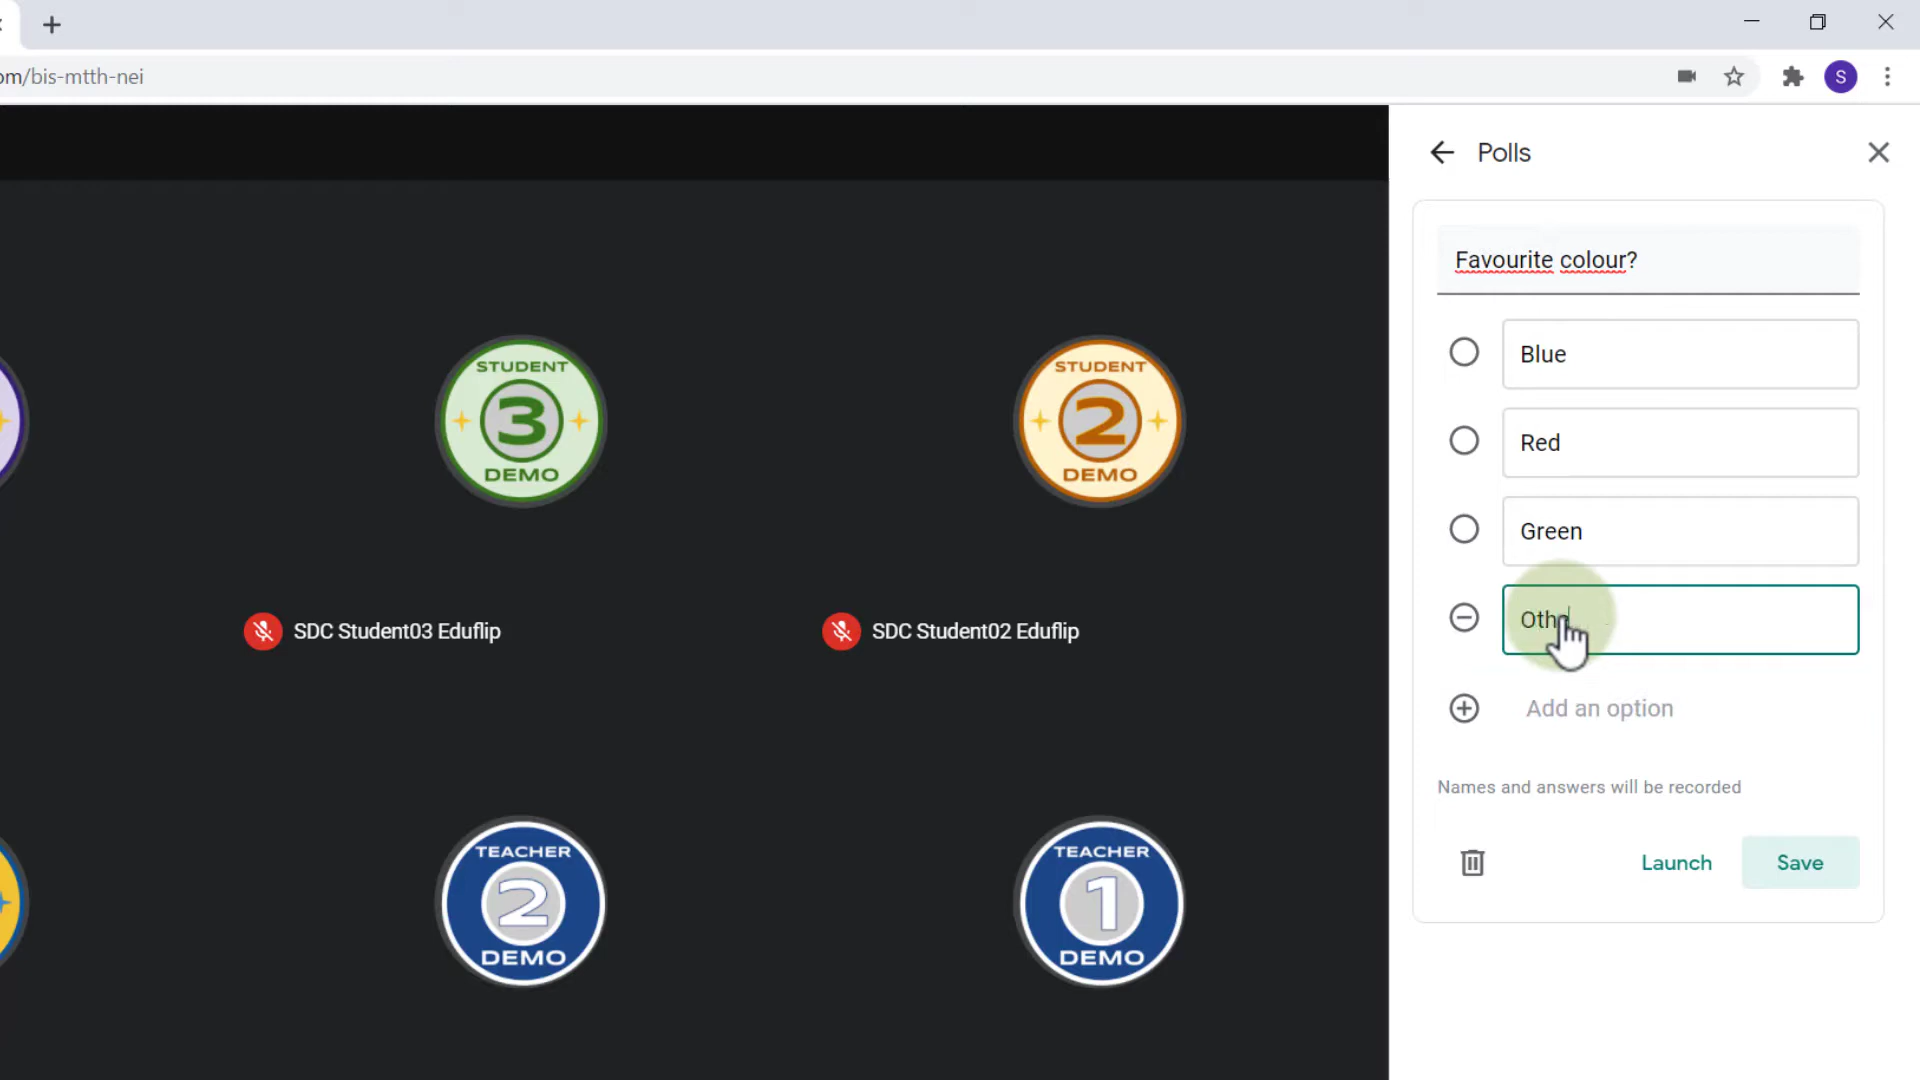 om/bis-mtth-nei
S
Polls
Favourite colour?
Blue
Red
Green
Oth
Add an option
Names and answers will be recorded
Launch
Save
STUDENT
3
DEMO
STUDENT
2
DEMO
SDC Student03 Eduflip
SDC Student02 Eduflip
TEACHER
2
DEMO
TEACHER
1
DEMO